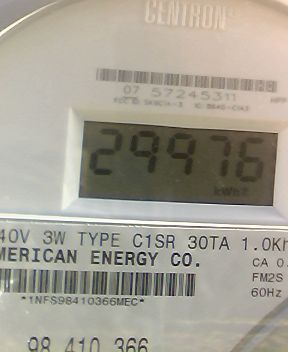 CENTRON
07 57245311
29976
kWh
40V 3W TYPE C1SR 30TA 1.0Kh
MERICAN ENERGY CO.
CA 0.
FM2S
60Hz
*1NFS98410366MEC*
98 410 366